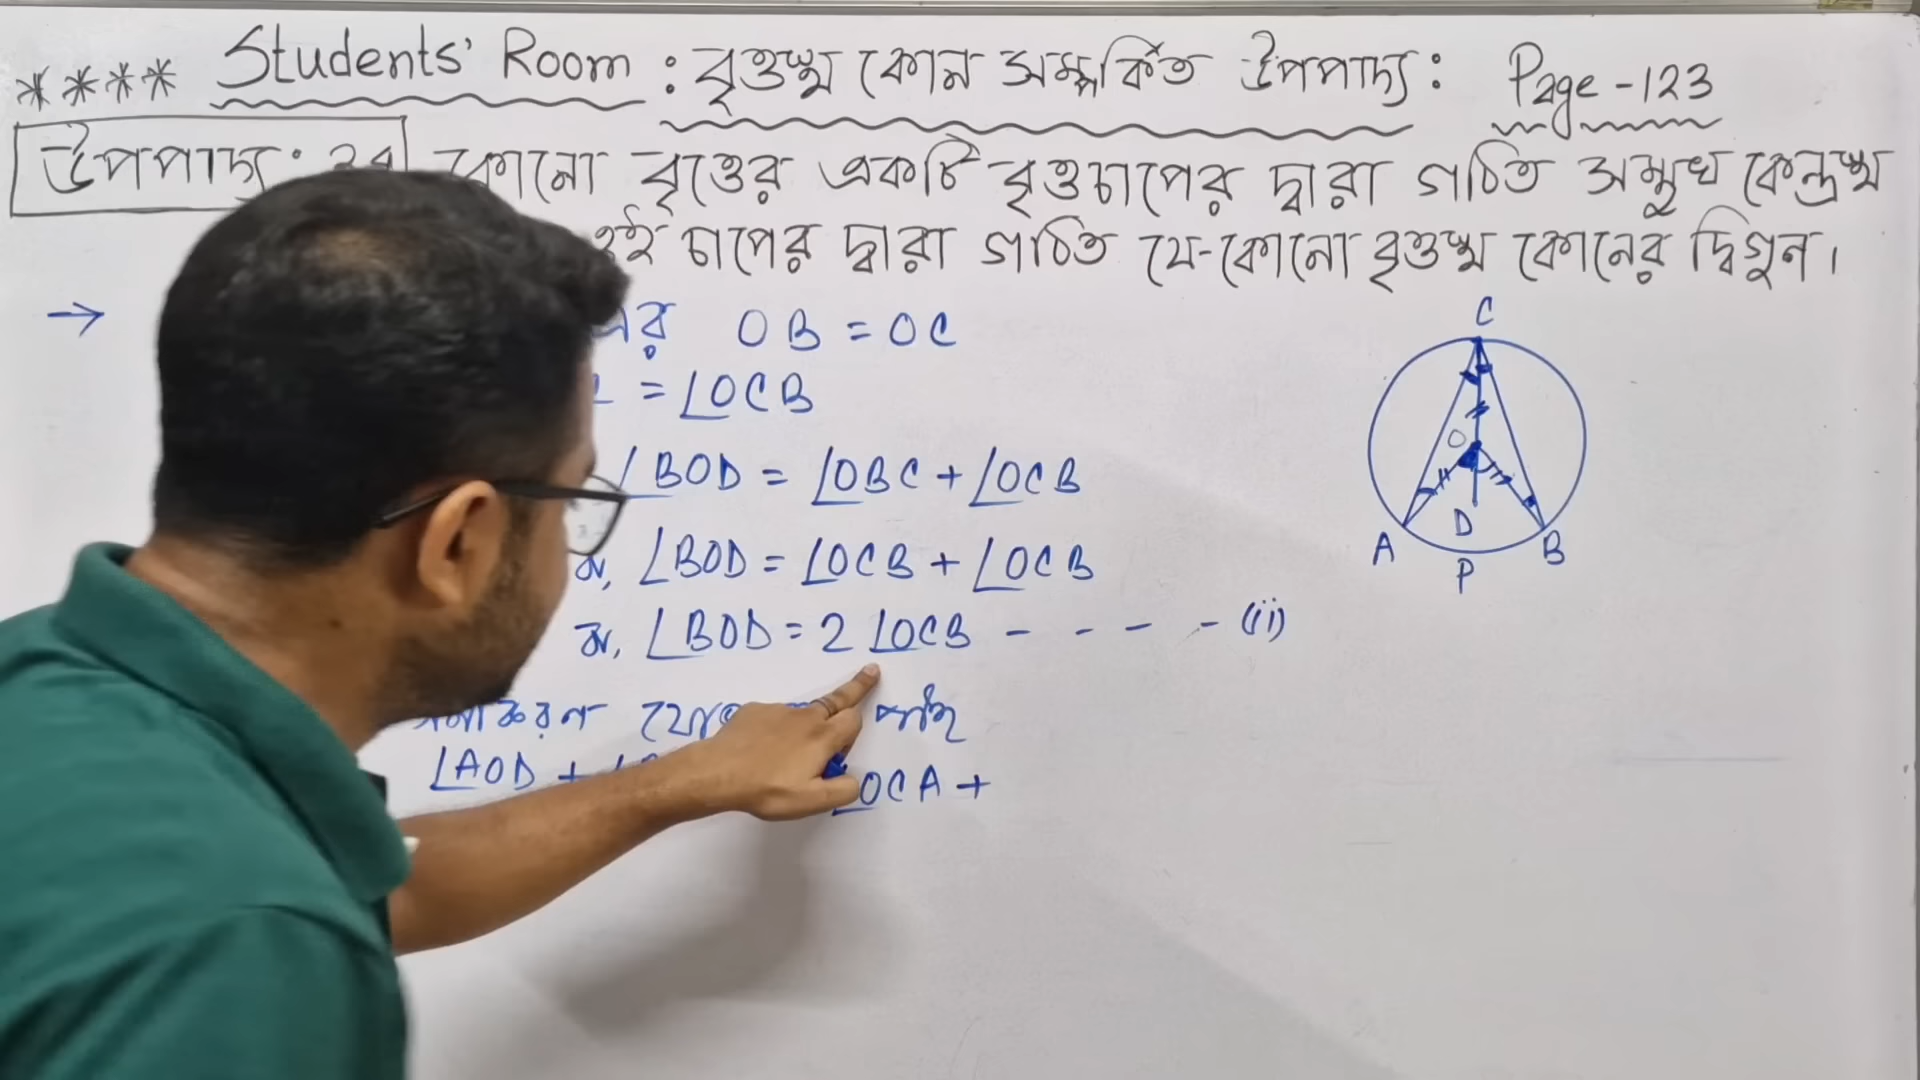 **** Students' Room : বৃত্তস্থ কোন সম্পর্কিত উপপাদ্য : Page-123
উপপাদ্য: কোনো বৃত্তের একটি বৃত্তচাপের দ্বারা গঠিত সম্মুখ কেন্দ্রস্থ
চাপের দ্বারা গঠিত যে-কোনো বৃত্তস্থ কোনের দ্বিগুন।
→ এর OB = OC
= ∠OCB
∠BOD = ∠OBC + ∠OCB
বা, ∠BOD = ∠OCB + ∠OCB
বা, ∠BOD = 2 ∠OCB - - - - (ii)
পাই
∠AOD + ∠OCA +
C
O
D
A
B
P